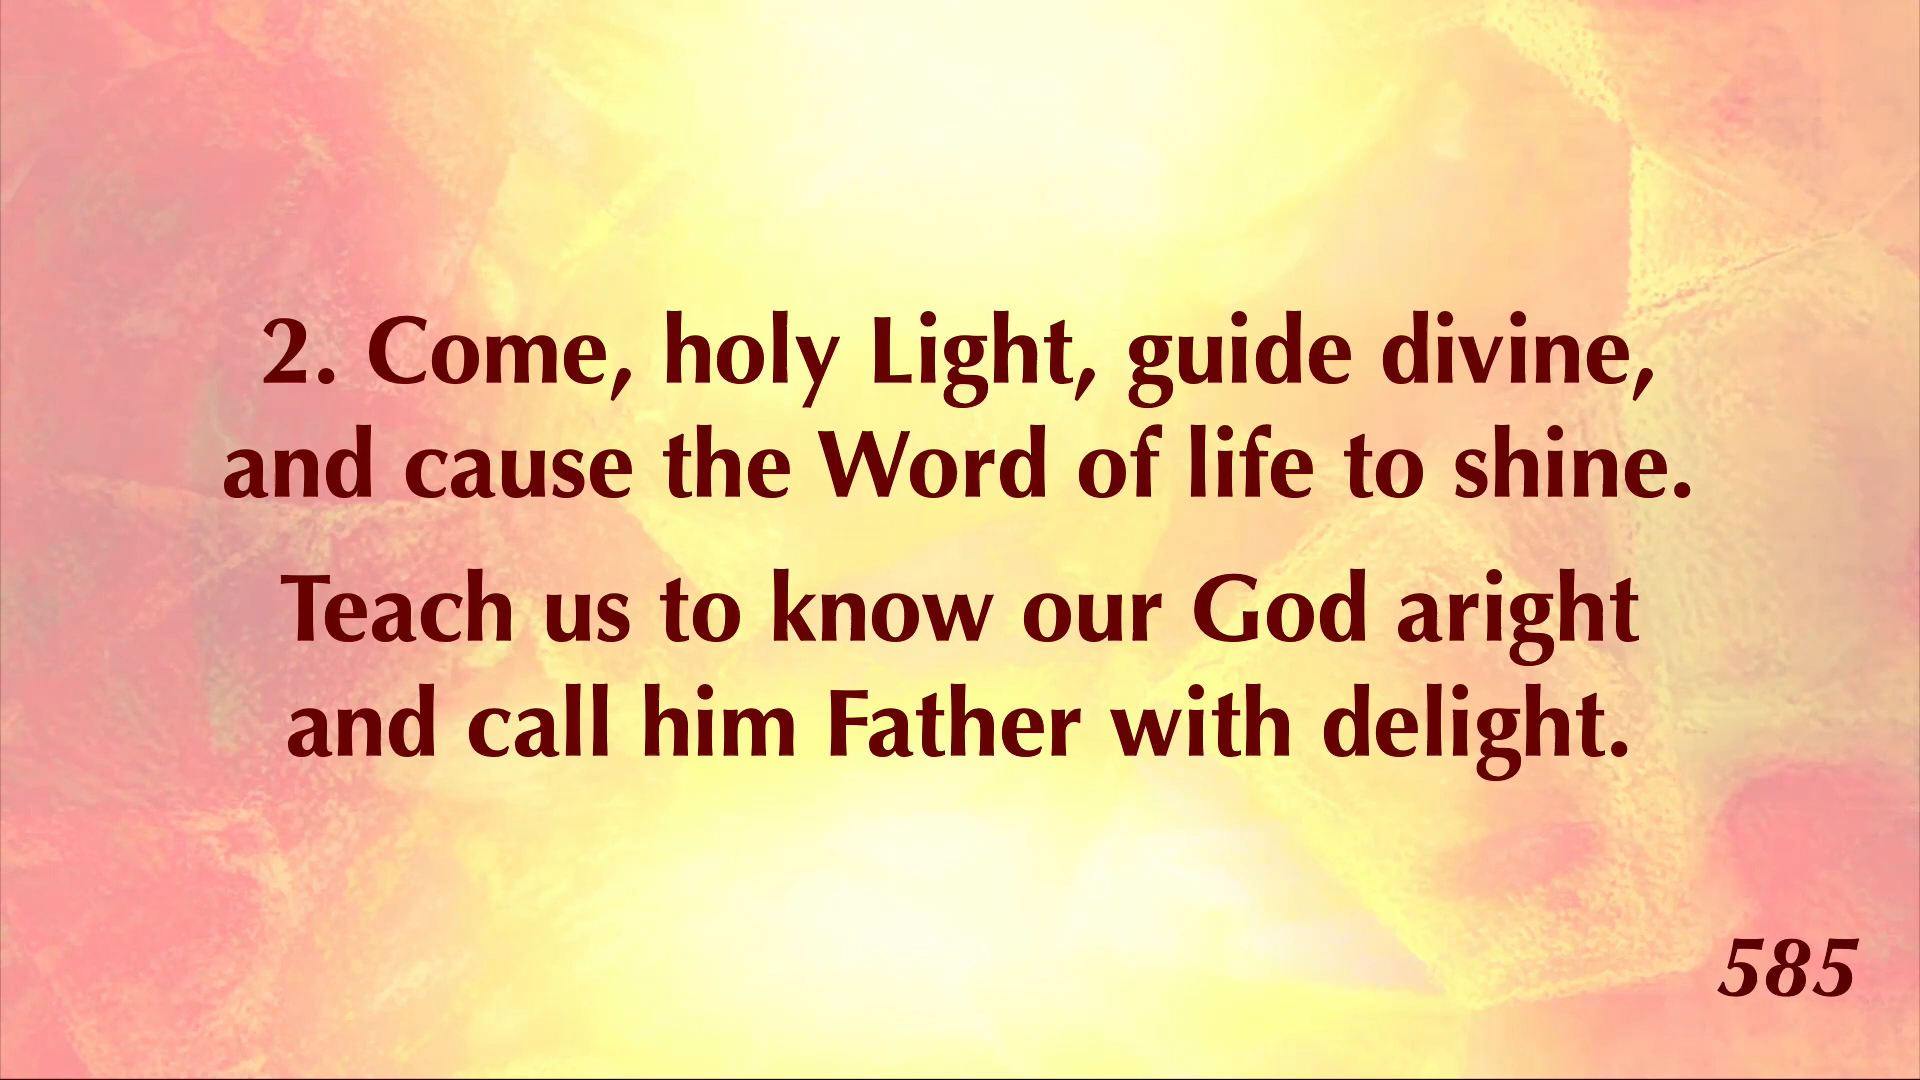 2. Come, holy Light, guide divine,
and cause the Word of life to shine.
Teach us to know our God aright
and call him Father with delight.
585